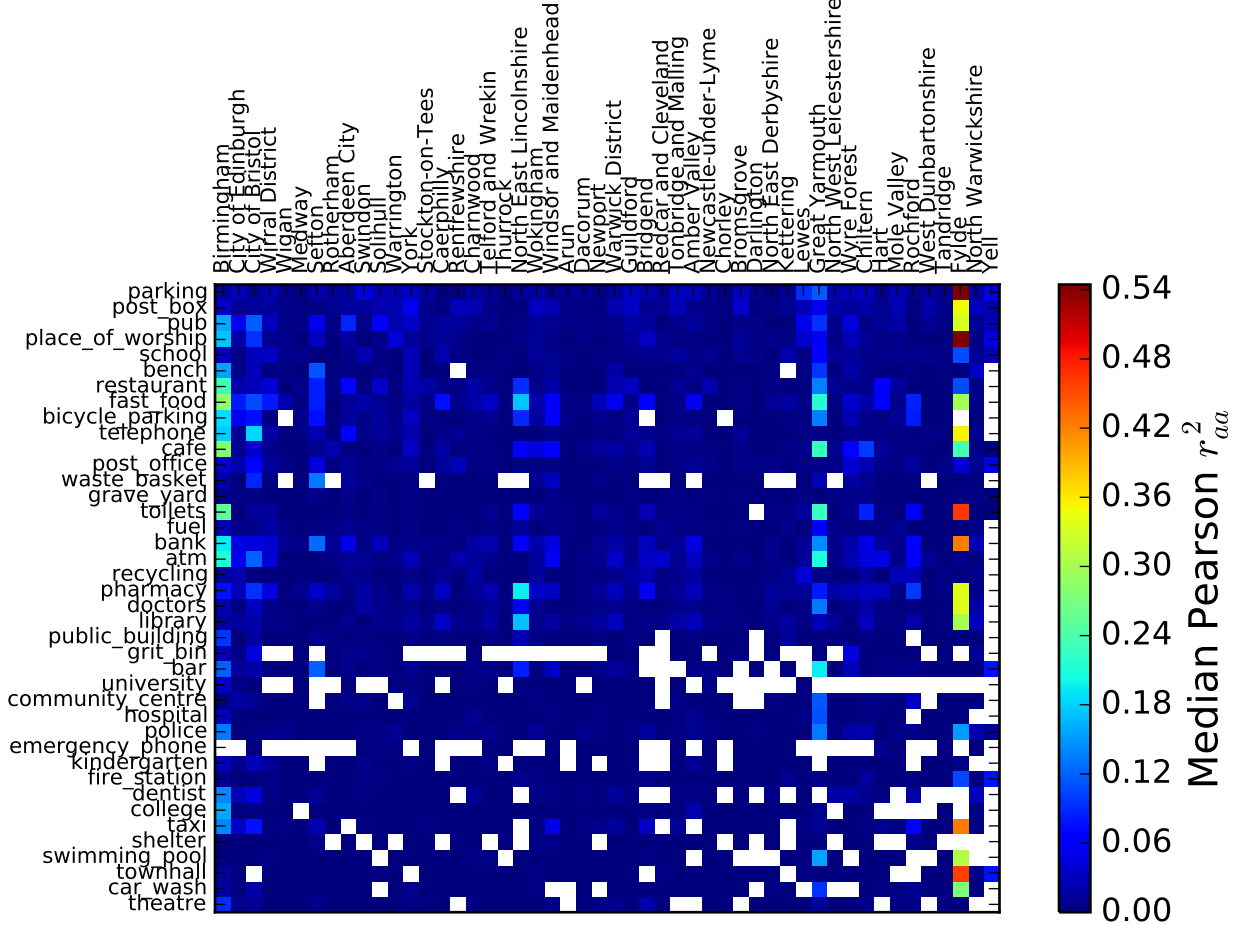 Birmingham
City of Edinburgh
City of Bristol
Wirral District
Wigan
Medway
Sefton
Rotherham
Aberdeen City
Swindon
Solihull
Warrington
York
Stockton-on-Tees
Caerphilly
Renfrewshire
Charnwood
Telford and Wrekin
Thurrock
North East Lincolnshire
Wokingham
Windsor and Maidenhead
Arun
Dacorum
Newport
Warwick District
Guildford
Bridgend
Redcar and Cleveland
Tonbridge and Malling
Amber Valley
Newcastle-under-Lyme
Chorley
Bromsgrove
Darlington
North East Derbyshire
Kettering
Lewes
Great Yarmouth
North West Leicestershire
Wyre Forest
Chiltern
Hart
Mole Valley
Rochford
West Dunbartonshire
Tandridge
Fylde
North Warwickshire
Yell
parking
post_box
pub
place_of_worship
school
bench
restaurant
fast_food
bicycle_parking
telephone
cafe
post_office
waste_basket
grave_yard
toilets
fuel
bank
atm
recycling
pharmacy
doctors
library
public_building
grit_bin
bar
university
community_centre
hospital
police
emergency_phone
kindergarten
fire_station
dentist
college
taxi
shelter
swimming_pool
townhall
car_wash
theatre
0.54
0.48
0.42
0.36
0.30
0.24
0.18
0.12
0.06
0.00
Median Pearson r²aa